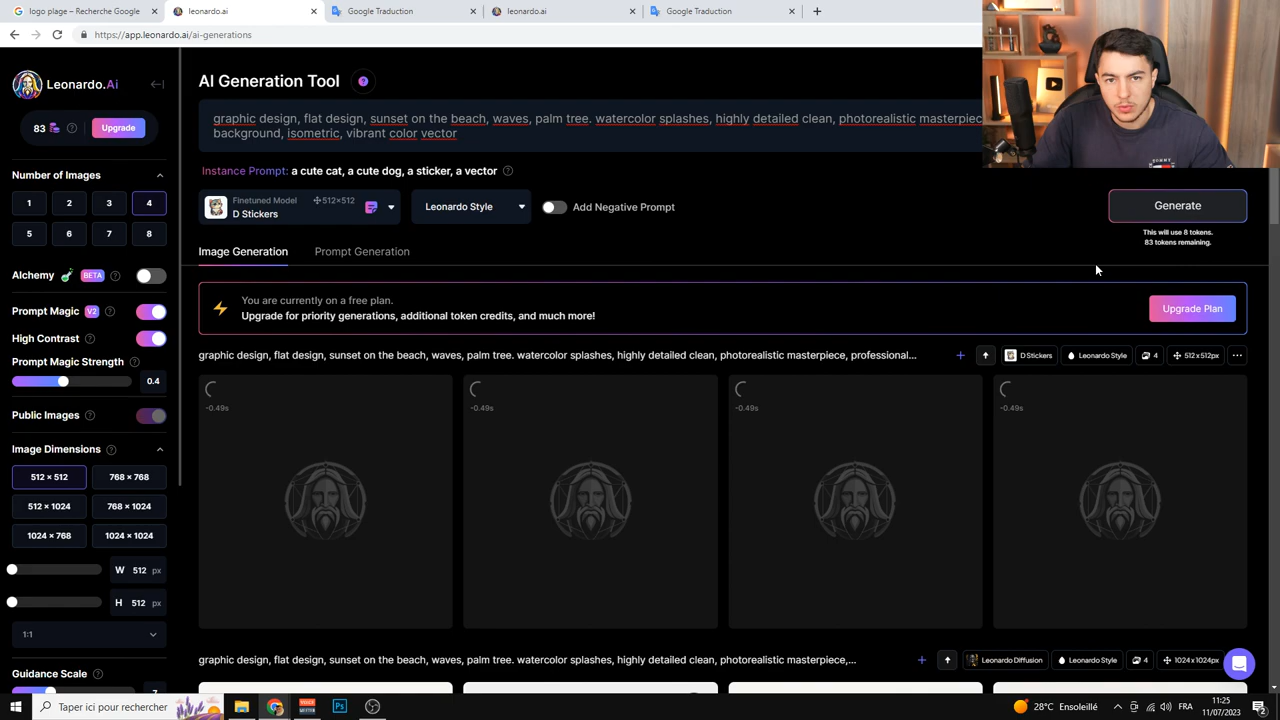 logo plage – Recherche Google
leonardo.ai
Google Traduction
leonardo.ai
Google Traduction
https://app.leonardo.ai/ai-generations
Leonardo.Ai
83
Upgrade
Number of Images
1 2 3 4
5 6 7 8
Alchemy BETA
Prompt Magic V2
High Contrast
Prompt Magic Strength
0.4
Public Images
Image Dimensions
512 × 512 768 × 768
512 × 1024 768 × 1024
1024 × 768 1024 × 1024
W 512 px
H 512 px
1:1
Guidance Scale
7
AI Generation Tool
graphic design, flat design, sunset on the beach, waves, palm tree. watercolor splashes, highly detailed clean, photorealistic
background, isometric, vibrant color vector
Instance Prompt: a cute cat, a cute dog, a sticker, a vector
Finetuned Model 512×512
D Stickers
Leonardo Style
Add Negative Prompt
Generate
This will use 8 tokens.
83 tokens remaining.
Image Generation Prompt Generation
You are currently on a free plan.
Upgrade for priority generations, additional token credits, and much more!
Upgrade Plan
graphic design, flat design, sunset on the beach, waves, palm tree. watercolor splashes, highly detailed clean, photorealistic masterpiece, professional...
D Stickers Leonardo Style 4 512x512px
-0.49s -0.49s -0.49s -0.49s
graphic design, flat design, sunset on the beach, waves, palm tree. watercolor splashes, highly detailed clean, photorealistic masterpiece,...
Leonardo Diffusion Leonardo Style 4 1024x1024px
Taper ici pour rechercher
28°C Ensoleillé
FRA
11:25
11/07/2023
2